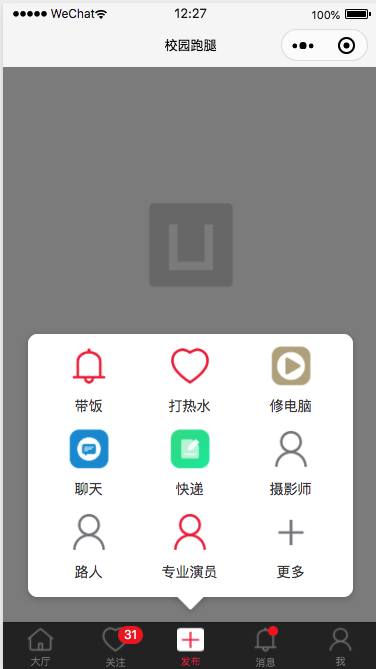 WeChat 12:27 100%
校园跑腿
带饭 打热水 修电脑
聊天 快递 摄影师
路人 专业演员 更多
31
大厅 关注 发布 消息 我